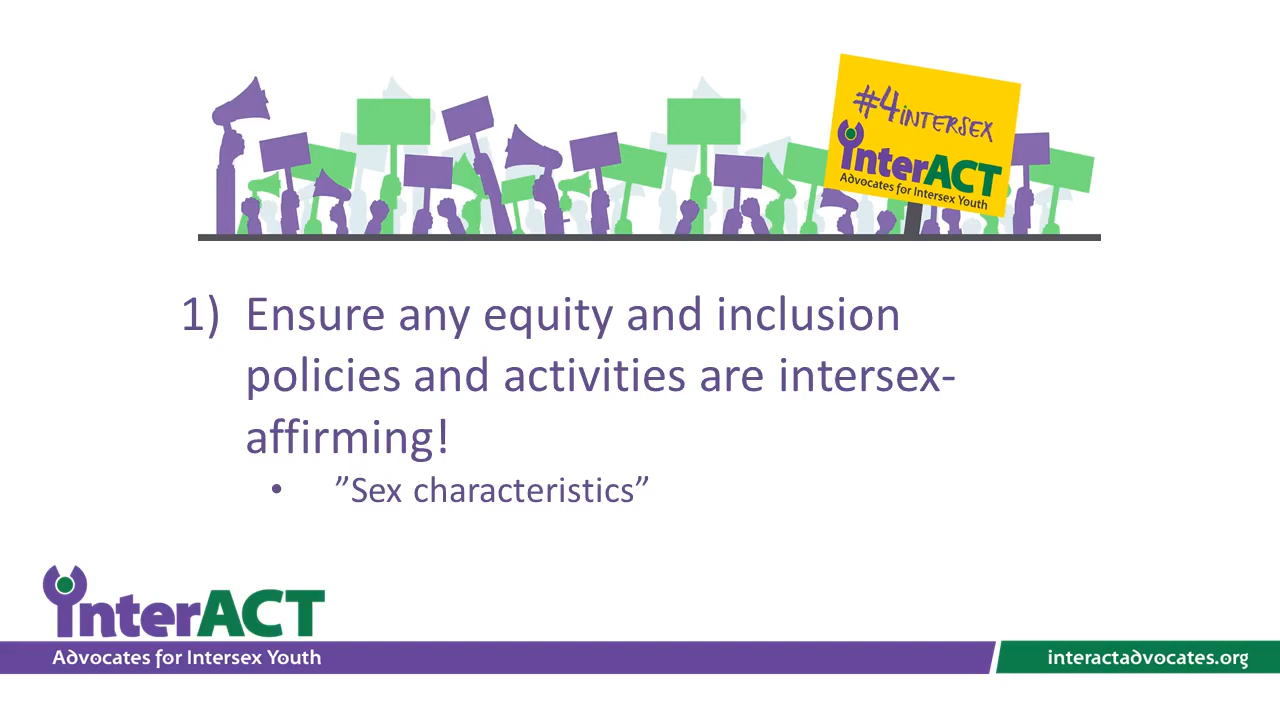 #4INTERSEX
interACT
Advocates for Intersex Youth
1) Ensure any equity and inclusion
policies and activities are intersex-
affirming!
• ”Sex characteristics”
interACT
Advocates for Intersex Youth
interactadvocates.org